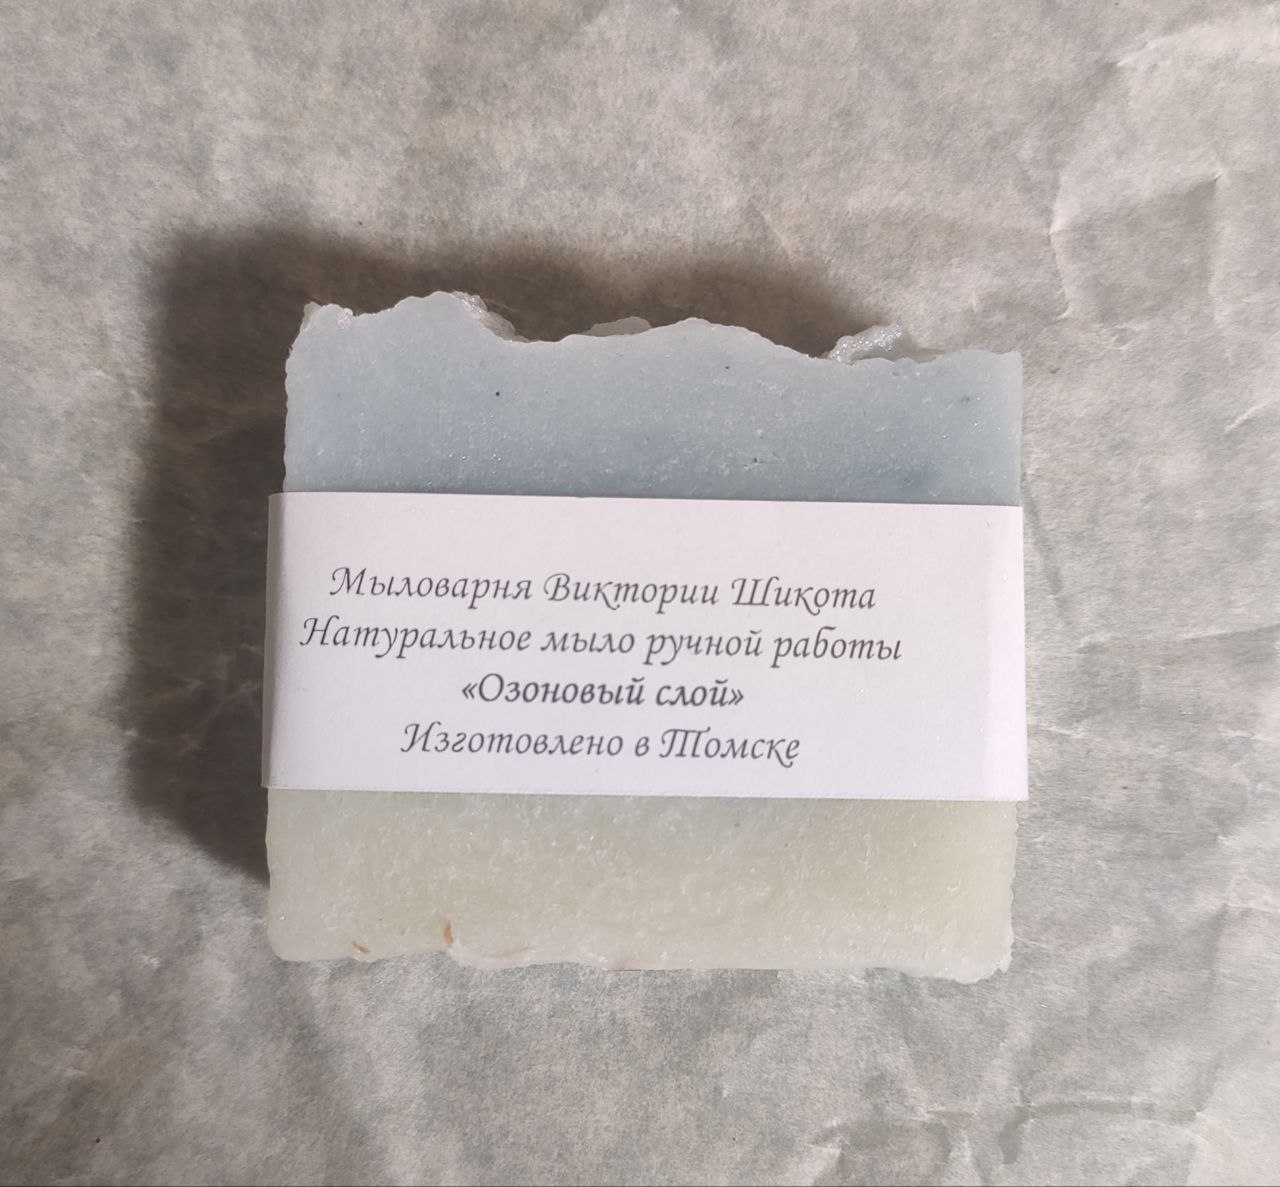 Мыловарня Виктории Шикота
Натуральное мыло ручной работы
«Озоновый слой»
Изготовлено в Томске